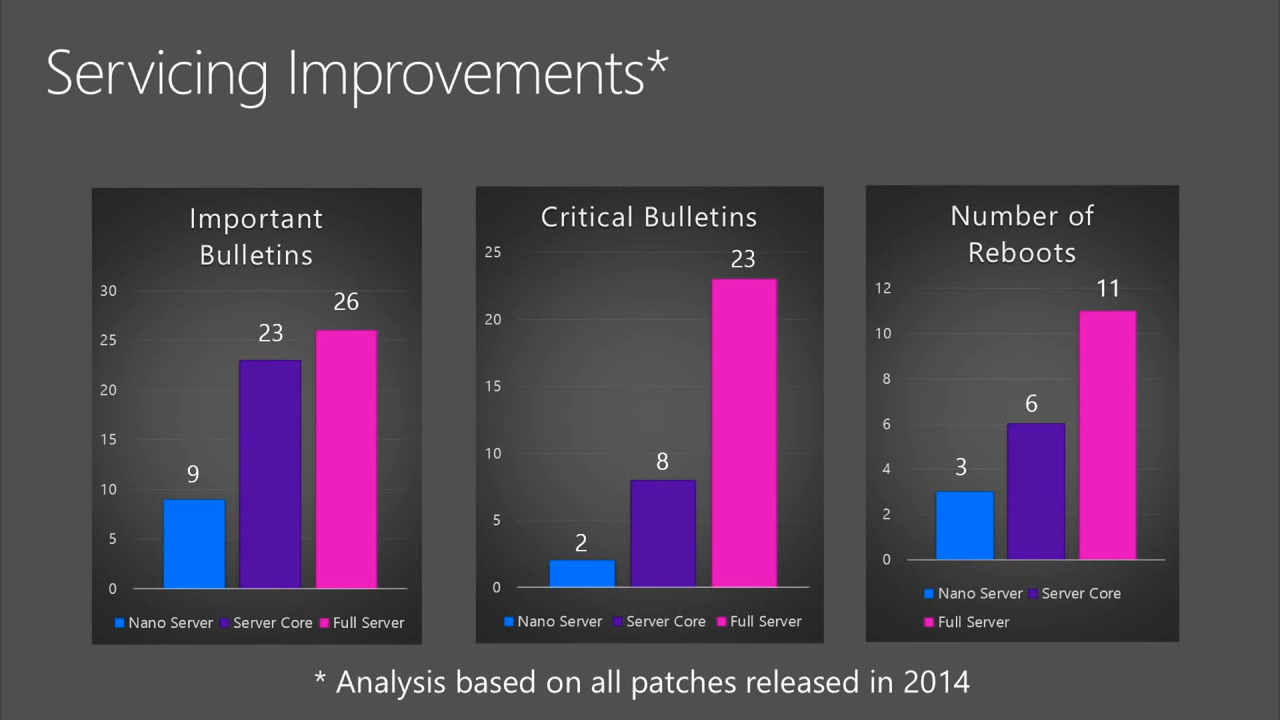 Servicing Improvements*
Important
Bulletins
30
25
20
15
10
5
0
9
23
26
Nano Server Server Core Full Server
Critical Bulletins
25
20
15
10
5
0
2
8
23
Nano Server Server Core Full Server
Number of
Reboots
12
10
8
6
4
2
0
3
6
11
Nano Server Server Core
Full Server
* Analysis based on all patches released in 2014